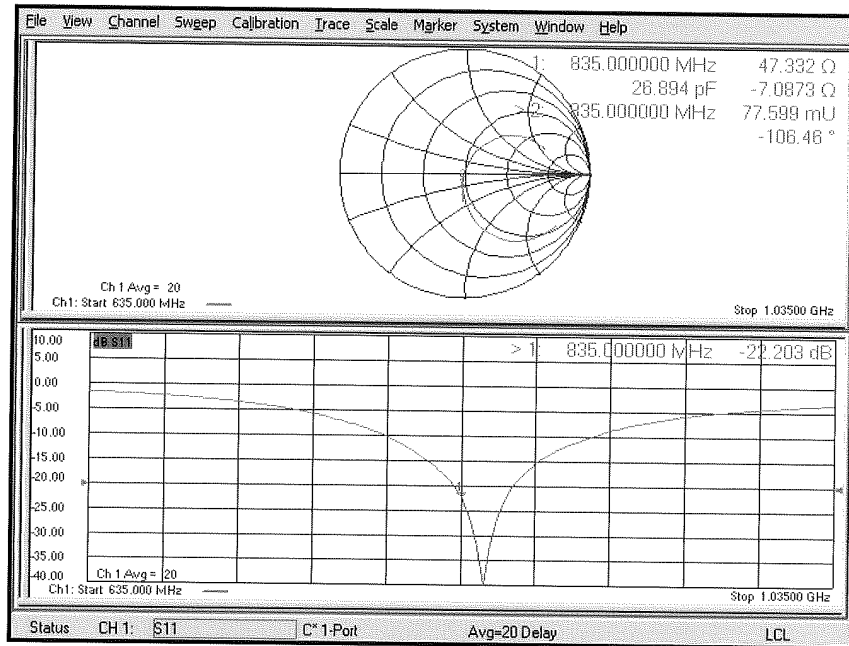 File View Channel Sweep Calibration Trace Scale Marker System Window Help
1: 835.000000 MHz 47.332 Ω
26.894 pF -7.0873 Ω
> 2: 835.000000 MHz 77.599 mU
-106.46 °
Ch 1 Avg = 20
Ch1: Start 635.000 MHz
Stop 1.03500 GHz
10.00
dB S11
> 1: 835.000000 MHz -22.203 dB
5.00
0.00
-5.00
-10.00
-15.00
-20.00
1
-25.00
-30.00
-35.00
-40.00
Ch 1 Avg = 20
Ch1: Start 635.000 MHz
Stop 1.03500 GHz
Status CH 1: S11 C* 1-Port Avg=20 Delay LCL